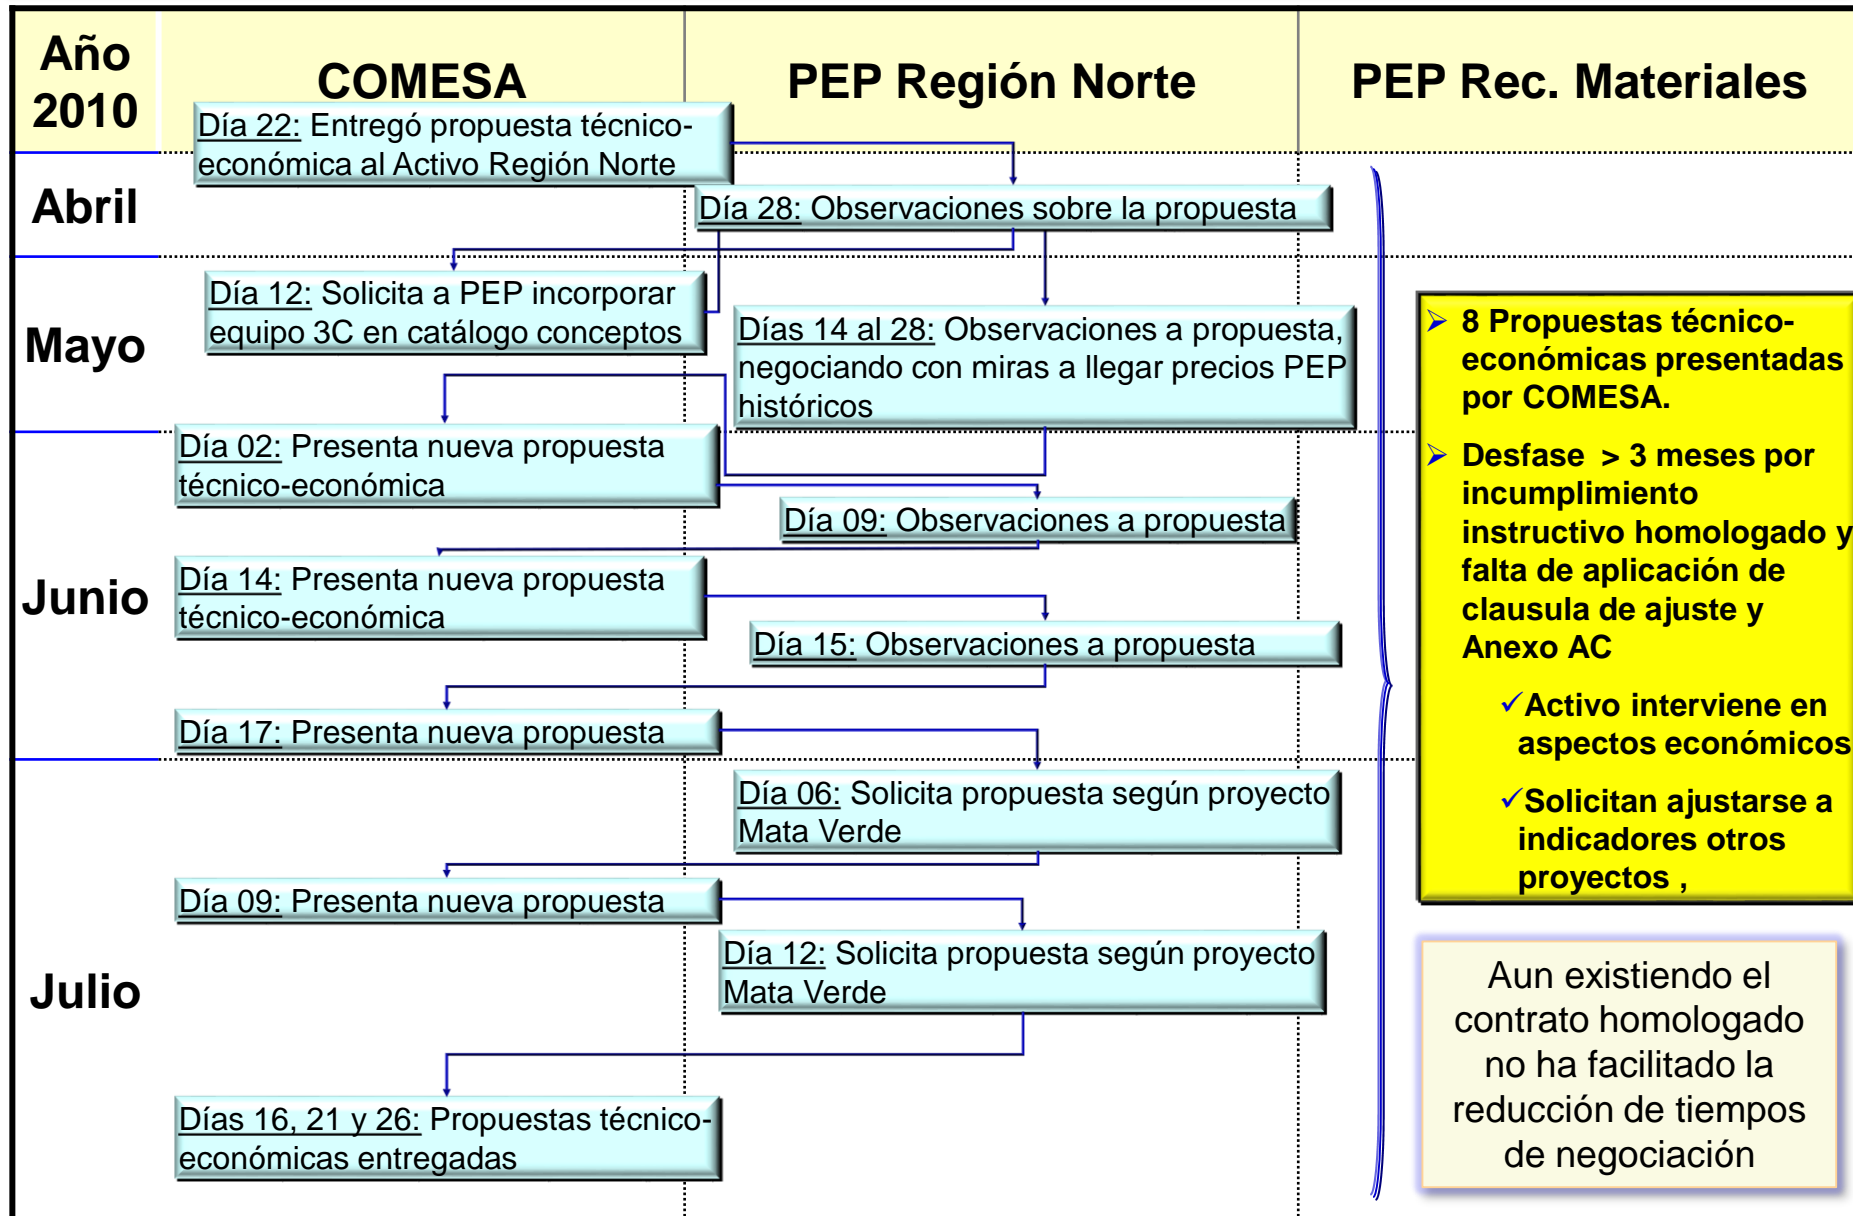 Año
2010
COMESA
PEP Región Norte
PEP Rec. Materiales
Día 22: Entregó propuesta técnico-
económica al Activo Región Norte
Abril
Día 28: Observaciones sobre la propuesta
Mayo
Día 12: Solicita a PEP incorporar
equipo 3C en catálogo conceptos
Días 14 al 28: Observaciones a propuesta,
negociando con miras a llegar precios PEP
históricos
Junio
Día 02: Presenta nueva propuesta
técnico-económica
Día 09: Observaciones a propuesta
Día 14: Presenta nueva propuesta
técnico-económica
Día 15: Observaciones a propuesta
Día 17: Presenta nueva propuesta
Julio
Día 06: Solicita propuesta según proyecto
Mata Verde
Día 09: Presenta nueva propuesta
Día 12: Solicita propuesta según proyecto
Mata Verde
Días 16, 21 y 26: Propuestas técnico-
económicas entregadas
➢ 8 Propuestas técnico-
económicas presentadas
por COMESA.
➢ Desfase > 3 meses por
incumplimiento
instructivo homologado y
falta de aplicación de
clausula de ajuste y
Anexo AC
✓Activo interviene en
aspectos económicos
✓Solicitan ajustarse a
indicadores otros
proyectos ,
Aun existiendo el
contrato homologado
no ha facilitado la
reducción de tiempos
de negociación